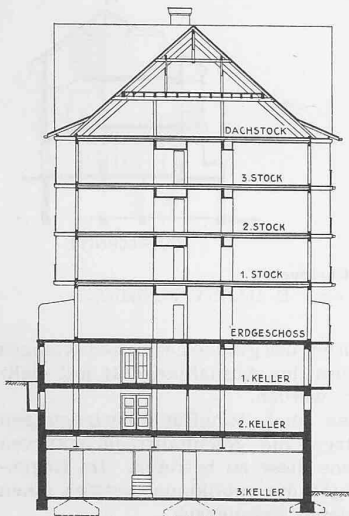 DACHSTOCK
3. STOCK
2. STOCK
1. STOCK
ERDGESCHOSS
1. KELLER
2. KELLER
3. KELLER